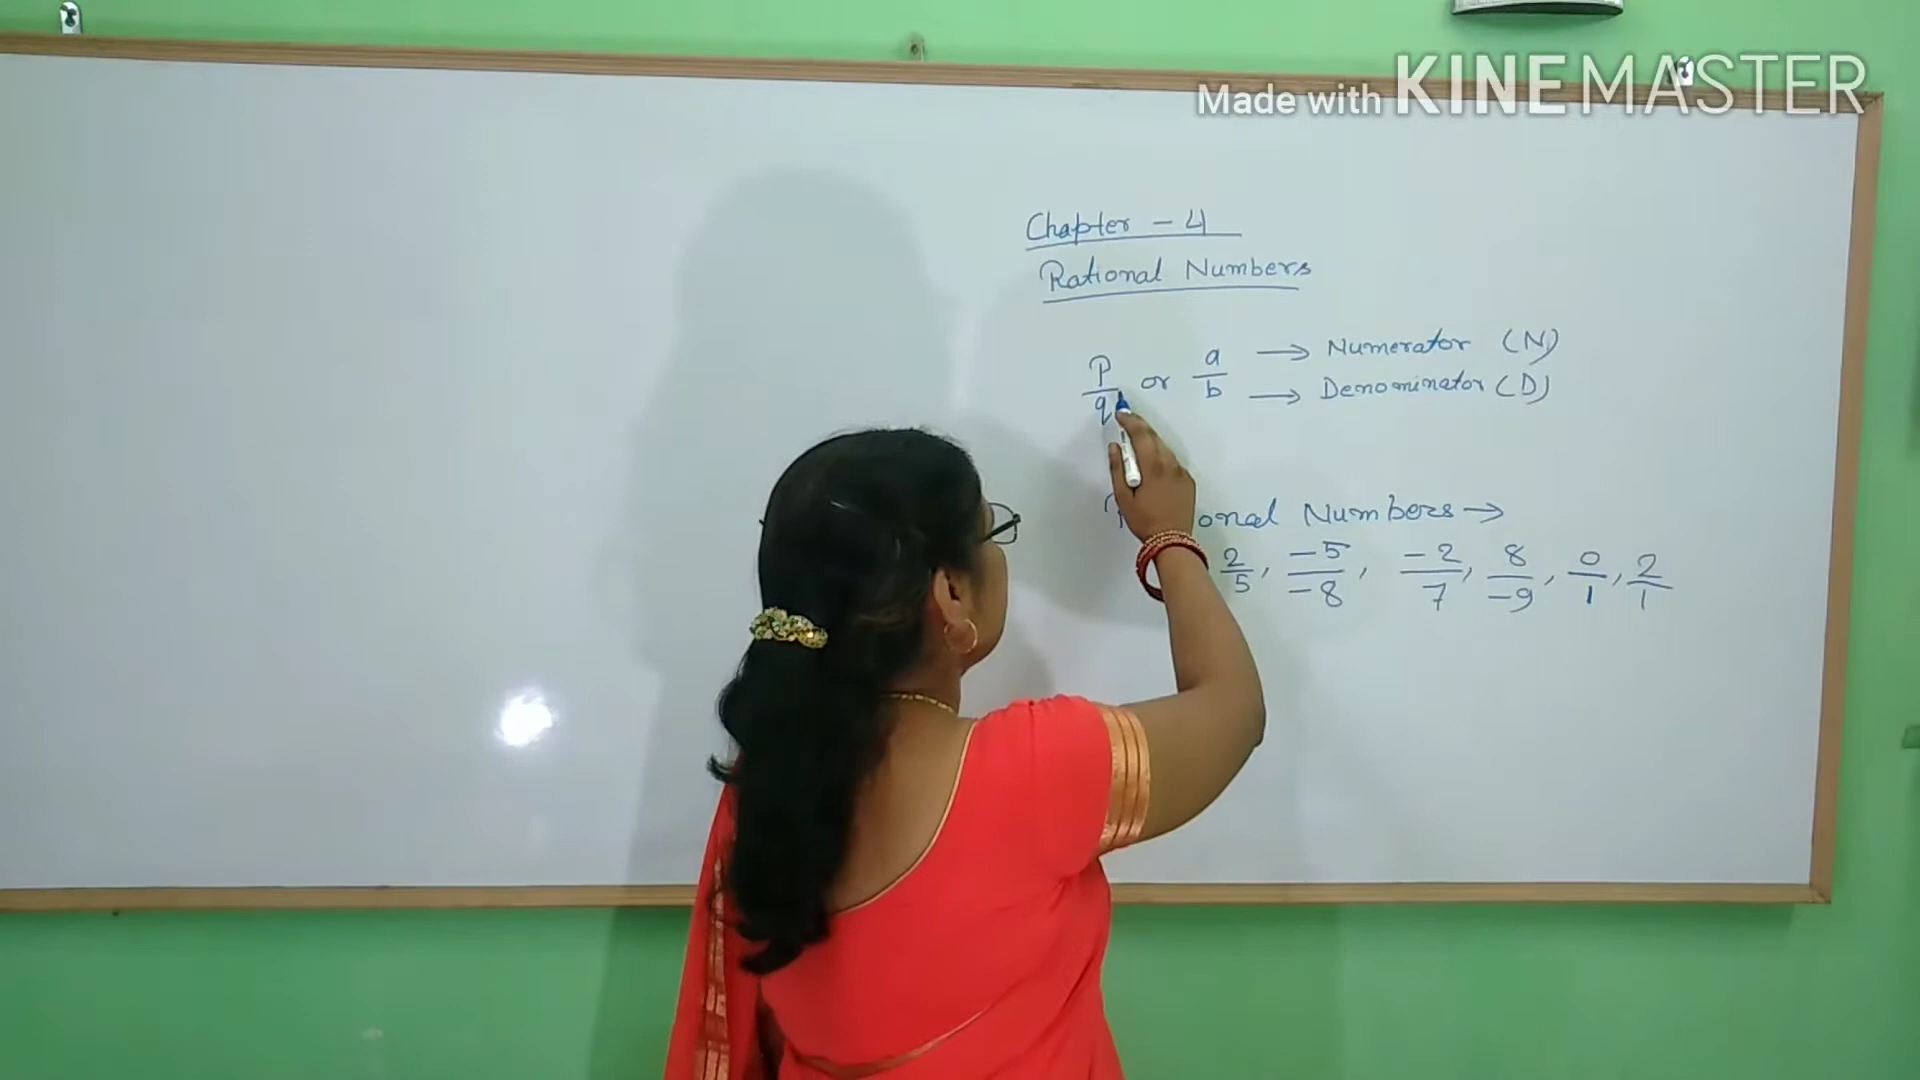 Made with KINEMASTER
Chapter - 4
Rational Numbers
P/q or a/b → Numerator (N)
→ Denominator (D)
Numbers →
2/5, -5/-8, -2/7, 8/-9, 0/1, 2/1